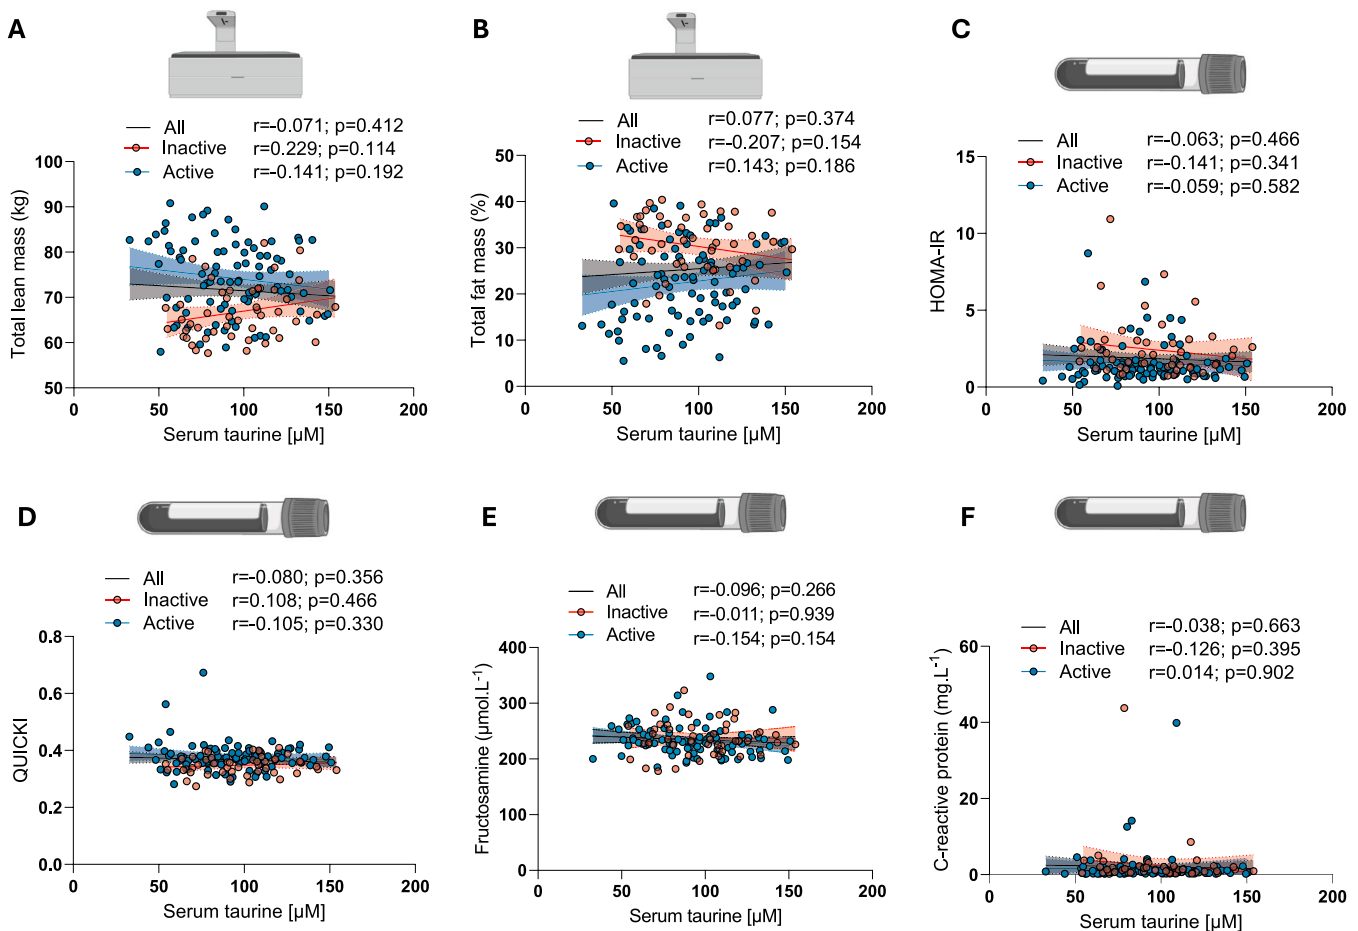 A
All r=-0.071; p=0.412
Inactive r=0.229; p=0.114
Active r=-0.141; p=0.192
100
90
80
70
60
50
Total lean mass (kg)
0 50 100 150 200
Serum taurine [µM]
B
All r=0.077; p=0.374
Inactive r=-0.207; p=0.154
Active r=0.143; p=0.186
50
40
30
20
10
0
Total fat mass (%)
0 50 100 150 200
Serum taurine [µM]
C
All r=-0.063; p=0.466
Inactive r=-0.141; p=0.341
Active r=-0.059; p=0.582
15
10
5
0
HOMA-IR
0 50 100 150 200
Serum taurine [µM]
D
All r=-0.080; p=0.356
Inactive r=0.108; p=0.466
Active r=-0.105; p=0.330
0.8
0.6
0.4
0.2
0.0
QUICKI
0 50 100 150 200
Serum taurine [µM]
E
All r=-0.096; p=0.266
Inactive r=-0.011; p=0.939
Active r=-0.154; p=0.154
400
300
200
100
0
Fructosamine (µmol.L⁻¹)
0 50 100 150 200
Serum taurine [µM]
F
All r=-0.038; p=0.663
Inactive r=-0.126; p=0.395
Active r=0.014; p=0.902
60
40
20
0
C-reactive protein (mg.L⁻¹)
0 50 100 150 200
Serum taurine [µM]